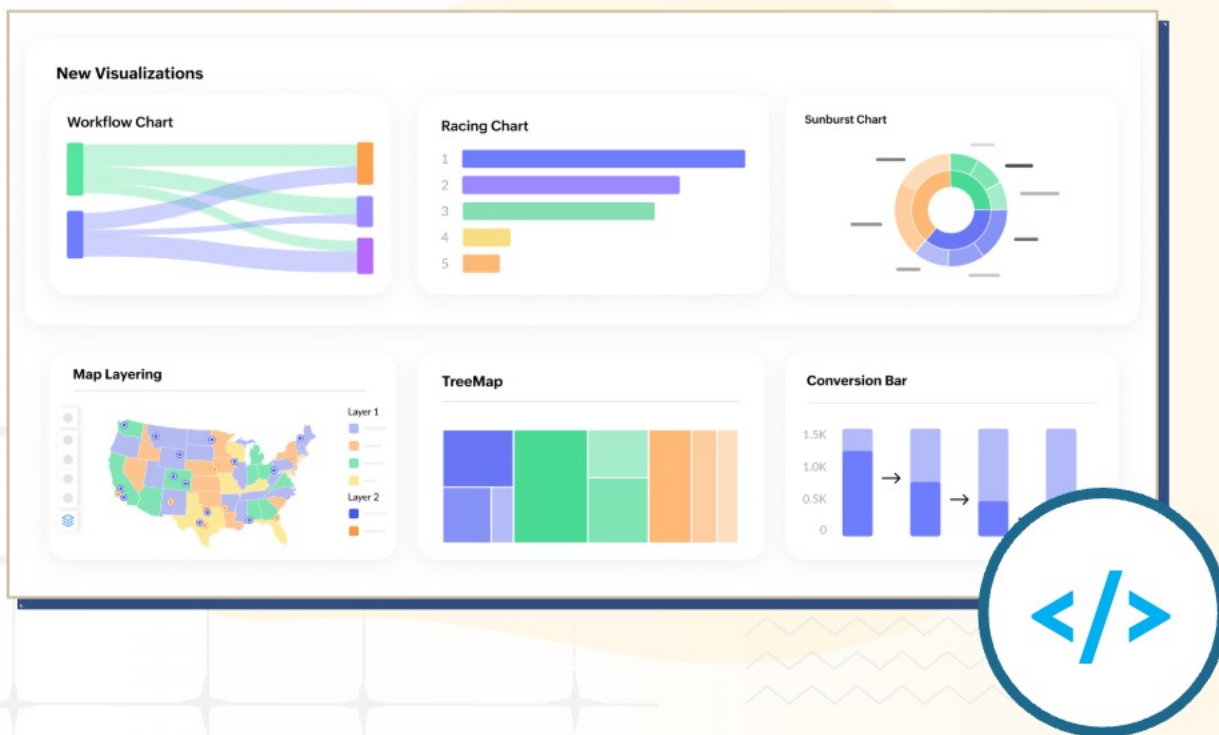 New Visualizations
Workflow Chart
Racing Chart
1
2
3
4
5
Sunburst Chart
Map Layering
Layer 1
Layer 2
TreeMap
Conversion Bar
1.5K
1.0K
0.5K
0
</>